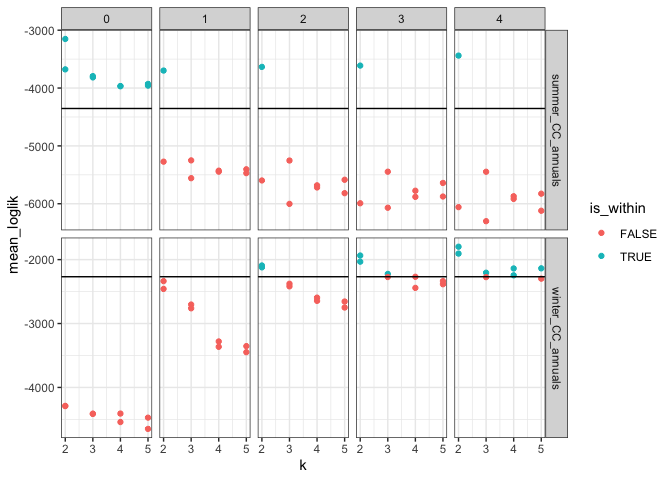 0 1 2 3 4
-3000
-4000
-5000
-6000
summer_CC_annuals
-2000
-3000
-4000
winter_CC_annuals
mean_loglik
2 3 4 5 2 3 4 5 2 3 4 5 2 3 4 5 2 3 4 5
k
is_within
FALSE
TRUE